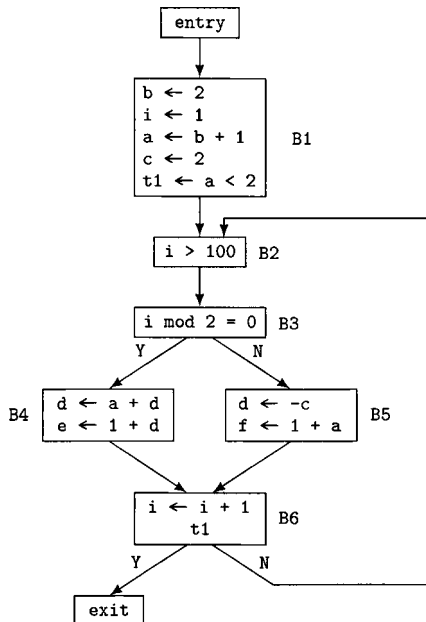 entry
b ← 2
i ← 1
a ← b + 1
c ← 2
t1 ← a < 2
B1
i > 100
B2
i mod 2 = 0
B3
Y
N
B4
d ← a + d
e ← 1 + d
d ← -c
f ← 1 + a
B5
i ← i + 1
t1
B6
Y
N
exit